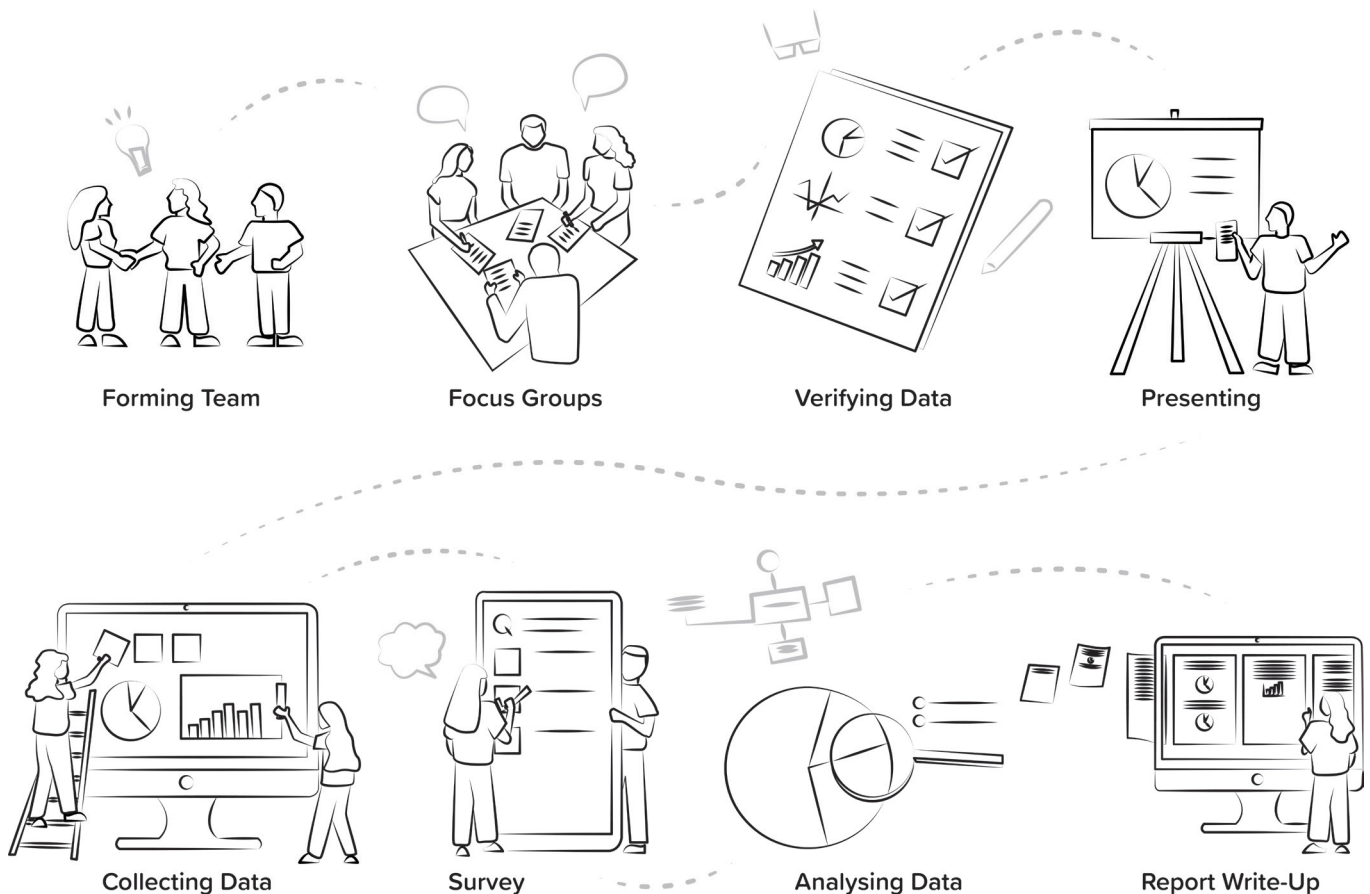 Forming Team
Focus Groups
Verifying Data
Presenting
Collecting Data
Survey
Analysing Data
Report Write-Up